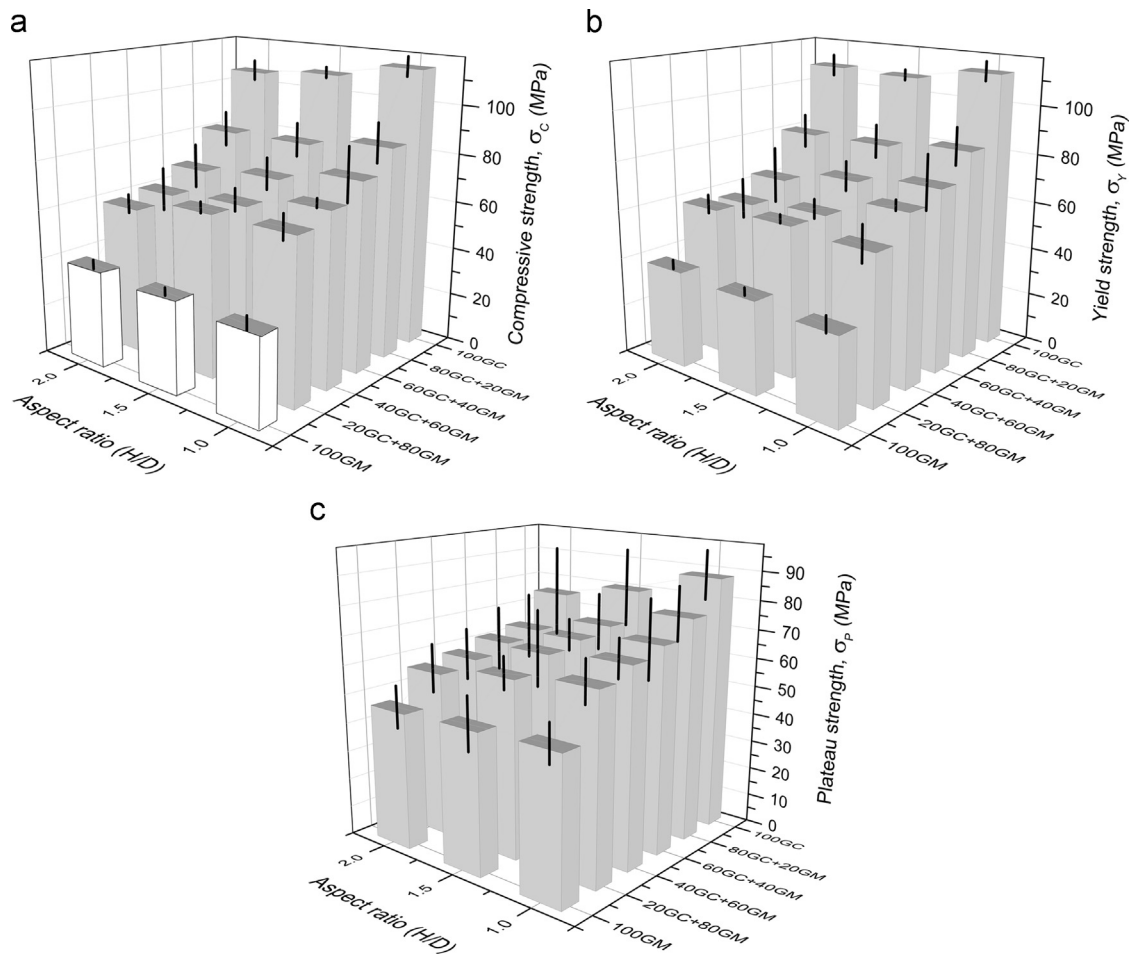 a
Compressive strength, σC (MPa)
100
80
60
40
20
0
2.0
1.5
1.0
Aspect ratio (H/D)
100GC
80GC+20GM
60GC+40GM
40GC+60GM
20GC+80GM
100GM
b
Yield strength, σY (MPa)
100
80
60
40
20
0
2.0
1.5
1.0
Aspect ratio (H/D)
100GC
80GC+20GM
60GC+40GM
40GC+60GM
20GC+80GM
100GM
c
Plateau strength, σP (MPa)
90
80
70
60
50
40
30
20
10
0
2.0
1.5
1.0
Aspect ratio (H/D)
100GC
80GC+20GM
60GC+40GM
40GC+60GM
20GC+80GM
100GM